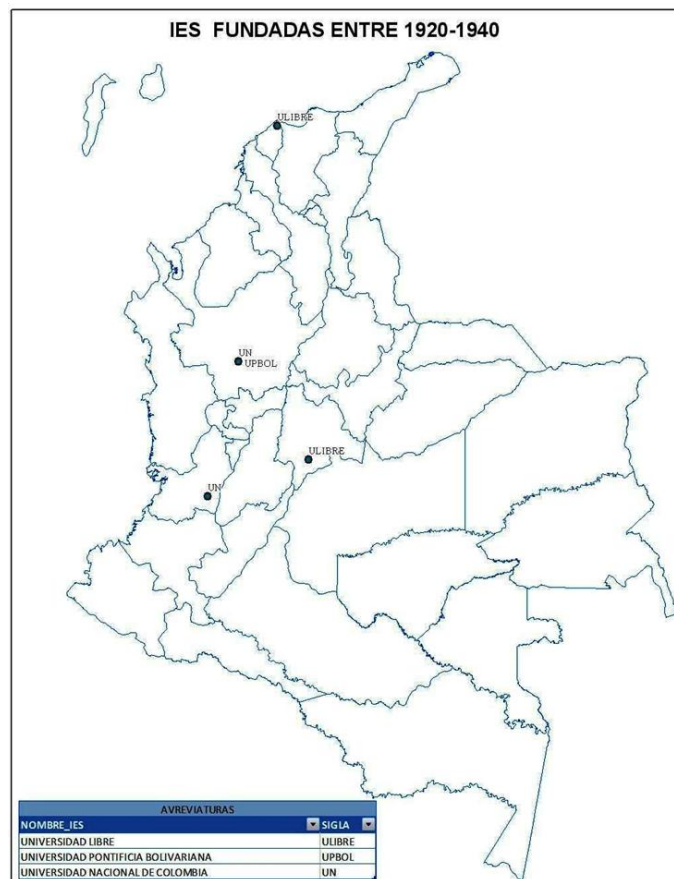 IES FUNDADAS ENTRE 1920-1940
ULIBRE
UN
UPBOL
ULIBRE
UN
AVREVIATURAS
NOMBRE_IES SIGLA
UNIVERSIDAD LIBRE ULIBRE
UNIVERSIDAD PONTIFICIA BOLIVARIANA UPBOL
UNIVERSIDAD NACIONAL DE COLOMBIA UN